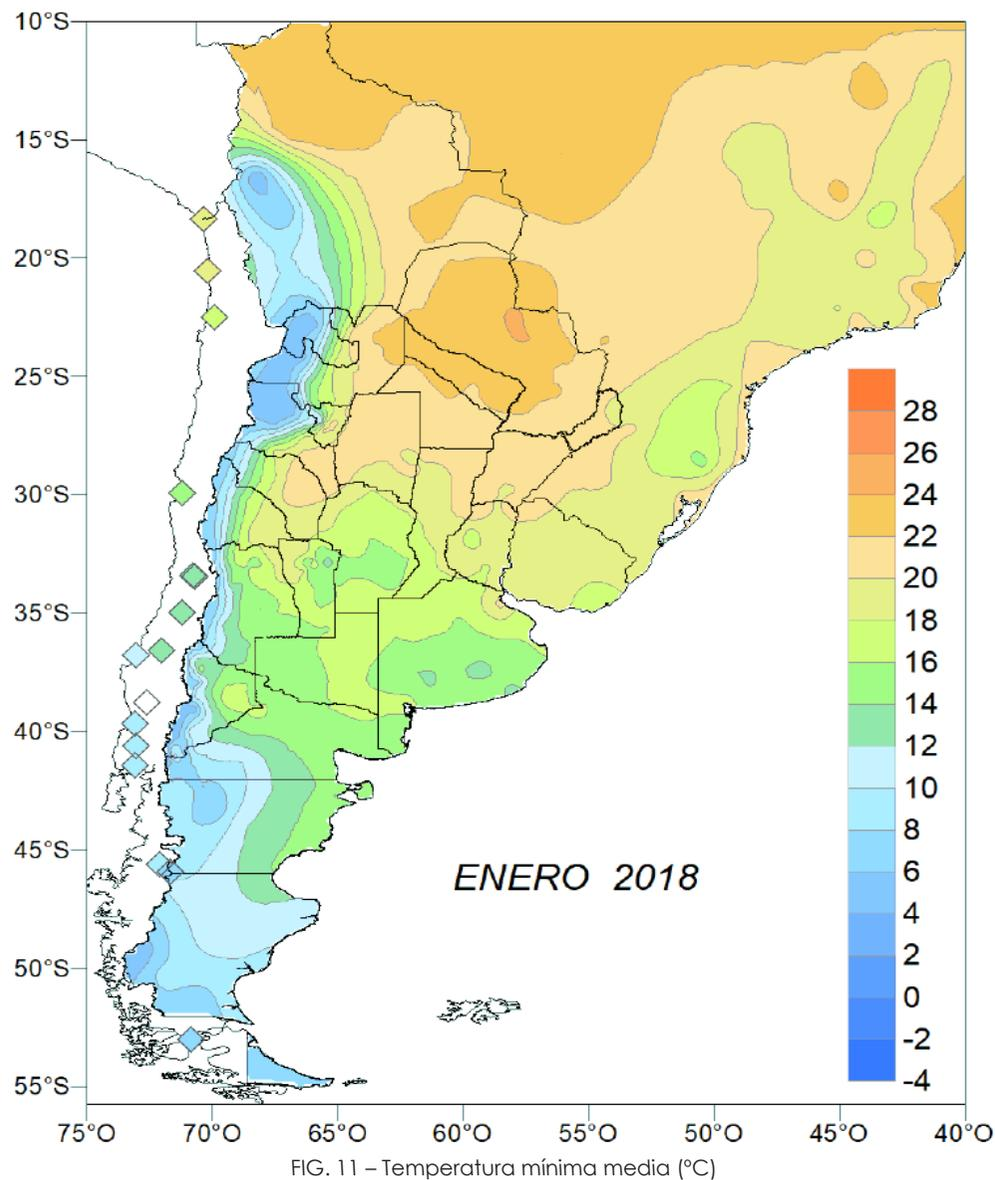 10°S
15°S
20°S
25°S
30°S
35°S
40°S
45°S
50°S
55°S
28
26
24
22
20
18
16
14
12
10
8
6
4
2
0
-2
-4
ENERO 2018
75°O 70°O 65°O 60°O 55°O 50°O 45°O 40°O
FIG. 11 – Temperatura mínima media (ºC)